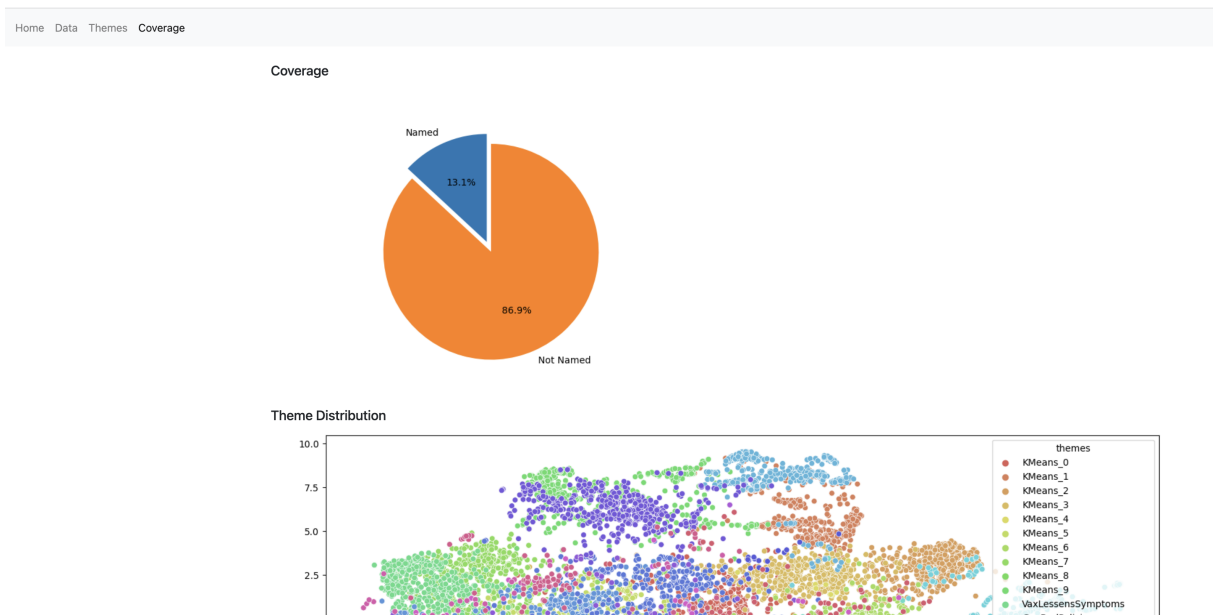 Home Data Themes Coverage
Coverage
Named
13.1%
86.9%
Not Named
Theme Distribution
10.0
7.5
5.0
2.5
themes
KMeans_0
KMeans_1
KMeans_2
KMeans_3
KMeans_4
KMeans_5
KMeans_6
KMeans_7
KMeans_8
KMeans_9
VaxLessensSymptoms